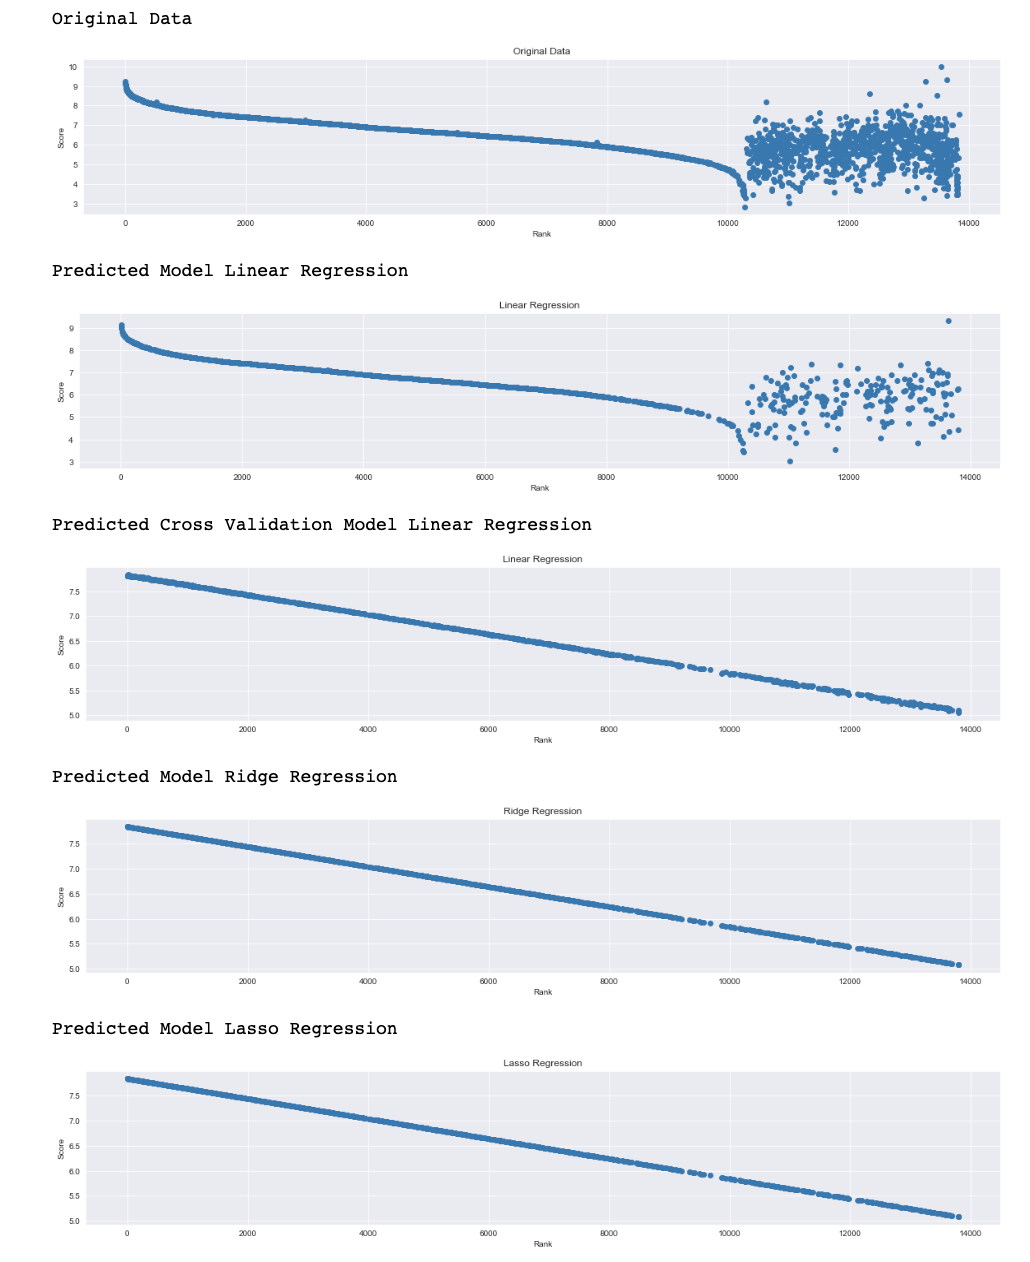 Original Data
Original Data
10
9
8
7
6
5
4
3
Score
0 2000 4000 6000 8000 10000 12000 14000
Rank
Predicted Model Linear Regression
Linear Regression
9
8
7
6
5
4
3
Score
0 2000 4000 6000 8000 10000 12000 14000
Rank
Predicted Cross Validation Model Linear Regression
Linear Regression
7.5
7.0
6.5
6.0
5.5
5.0
Score
0 2000 4000 6000 8000 10000 12000 14000
Rank
Predicted Model Ridge Regression
Ridge Regression
7.5
7.0
6.5
6.0
5.5
5.0
Score
0 2000 4000 6000 8000 10000 12000 14000
Rank
Predicted Model Lasso Regression
Lasso Regression
7.5
7.0
6.5
6.0
5.5
5.0
Score
0 2000 4000 6000 8000 10000 12000 14000
Rank